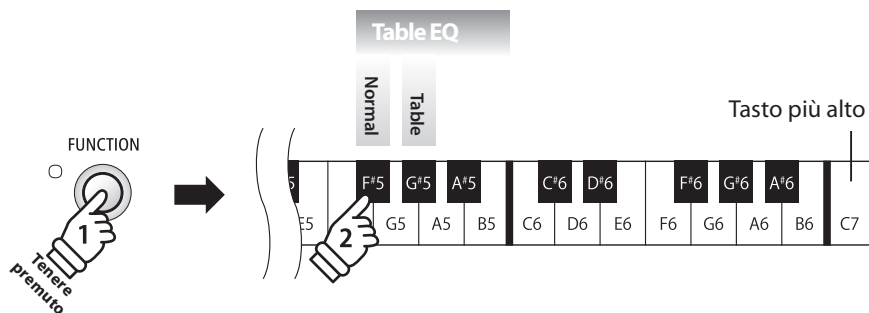 Table EQ
Normal
Table
Tasto più alto
FUNCTION
1
Tenere
premuto
2
5 F#5 G#5 A#5 C#6 D#6 F#6 G#6 A#6
E5 G5 A5 B5 C6 D6 E6 F6 G6 A6 B6 C7